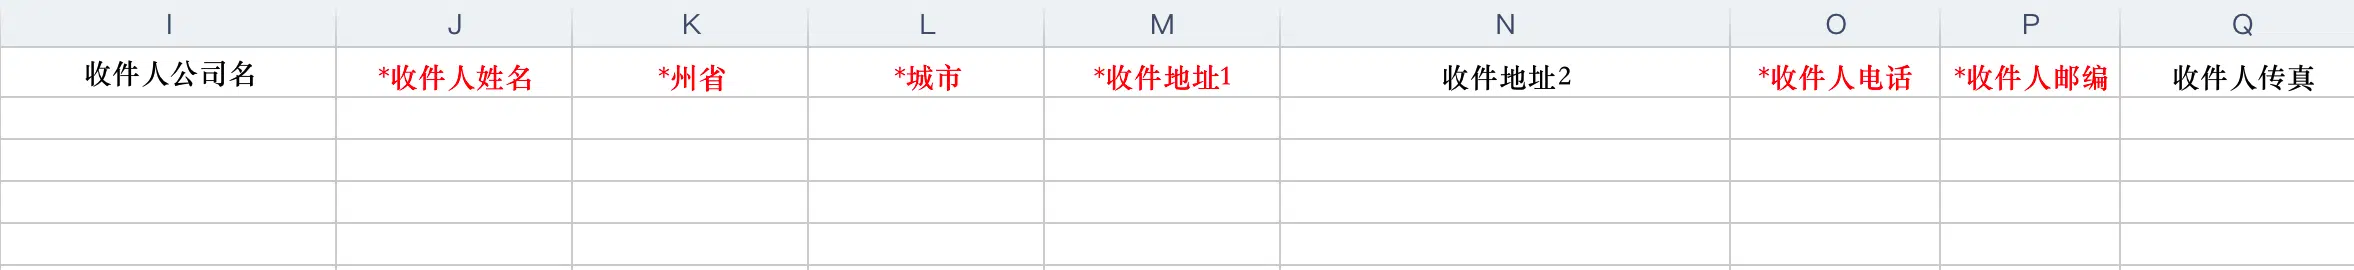 I J K L M N O P Q
收件人公司名 *收件人姓名 *州省 *城市 *收件地址1 收件地址2 *收件人电话 *收件人邮编 收件人传真